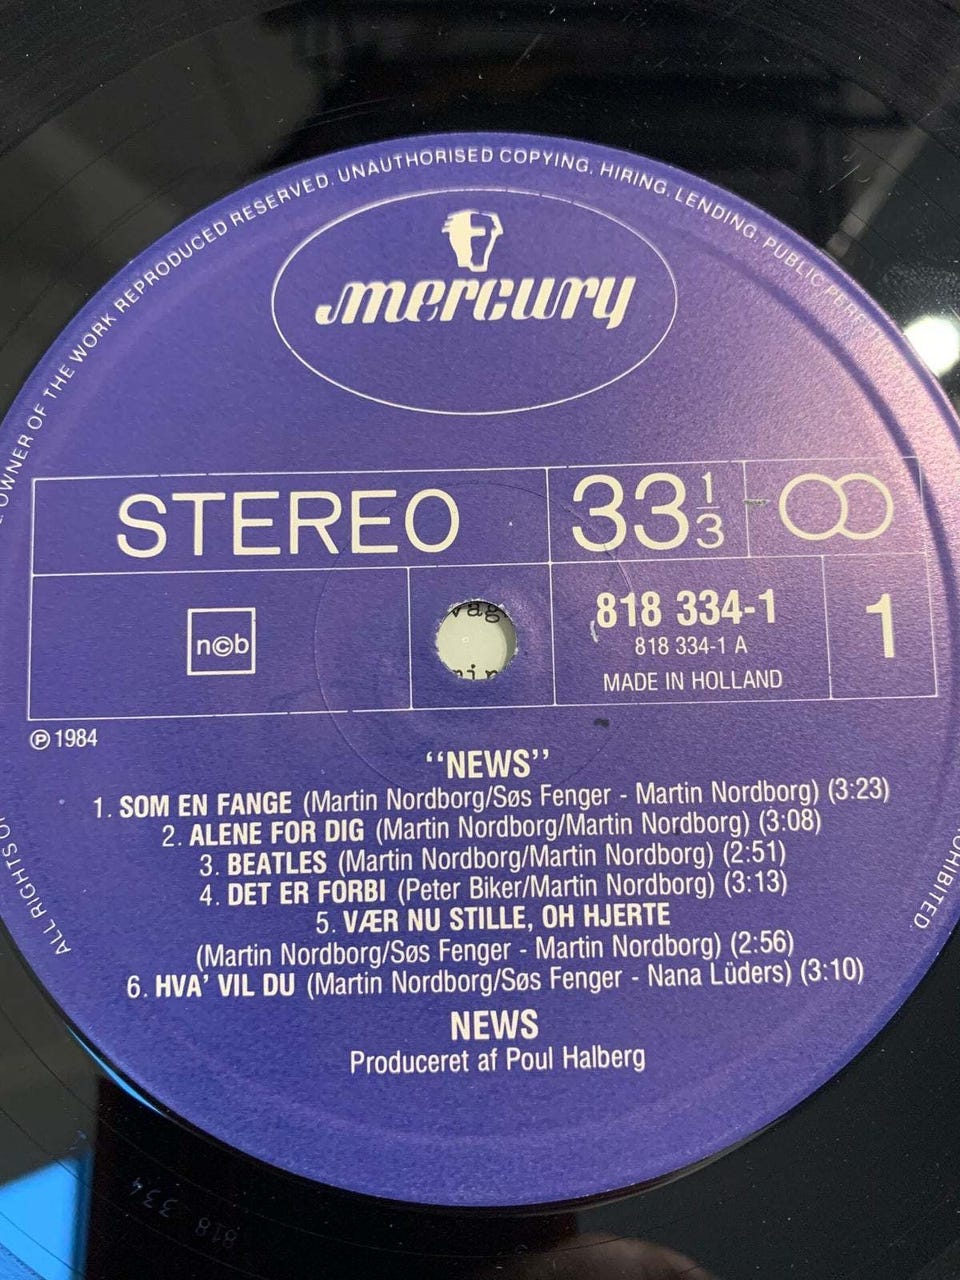 OWNER OF THE WORK REPRODUCED RESERVED. UNAUTHORISED COPYING, HIRING, LENDING, PUBLIC
mercury
STEREO
33 1/3
ncb
818 334-1
818 334-1 A
MADE IN HOLLAND
1
℗ 1984
“NEWS”
1. SOM EN FANGE (Martin Nordborg/Søs Fenger - Martin Nordborg) (3:23)
2. ALENE FOR DIG (Martin Nordborg/Martin Nordborg) (3:08)
3. BEATLES (Martin Nordborg/Martin Nordborg) (2:51)
4. DET ER FORBI (Peter Biker/Martin Nordborg) (3:13)
5. VÆR NU STILLE, OH HJERTE
(Martin Nordborg/Søs Fenger - Martin Nordborg) (2:56)
6. HVA' VIL DU (Martin Nordborg/Søs Fenger - Nana Lüders) (3:10)
NEWS
Produceret af Poul Halberg
ALL RIGHTS
818 334